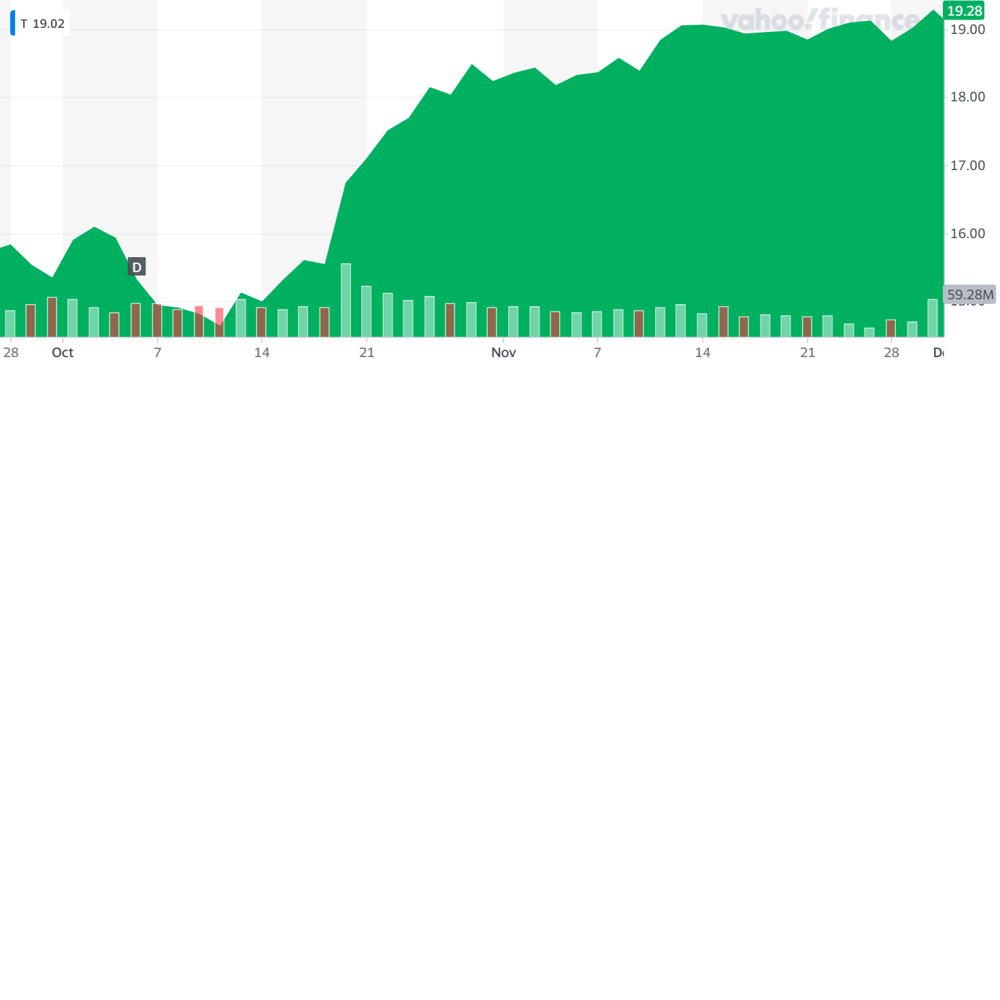 T 19.02
yahoo!finance
19.28
19.00
18.00
17.00
16.00
D
59.28M
28 Oct 7 14 21 Nov 7 14 21 28